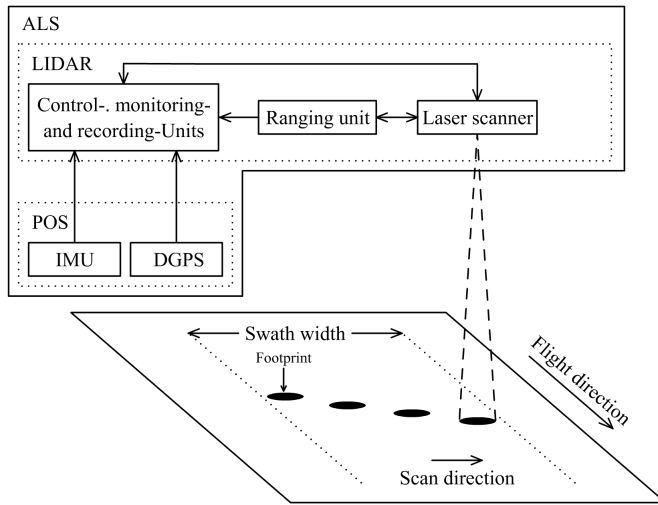 ALS
LIDAR
Control-. monitoring-
and recording-Units
Ranging unit
Laser scanner
POS
IMU
DGPS
Swath width
Footprint
Flight direction
Scan direction